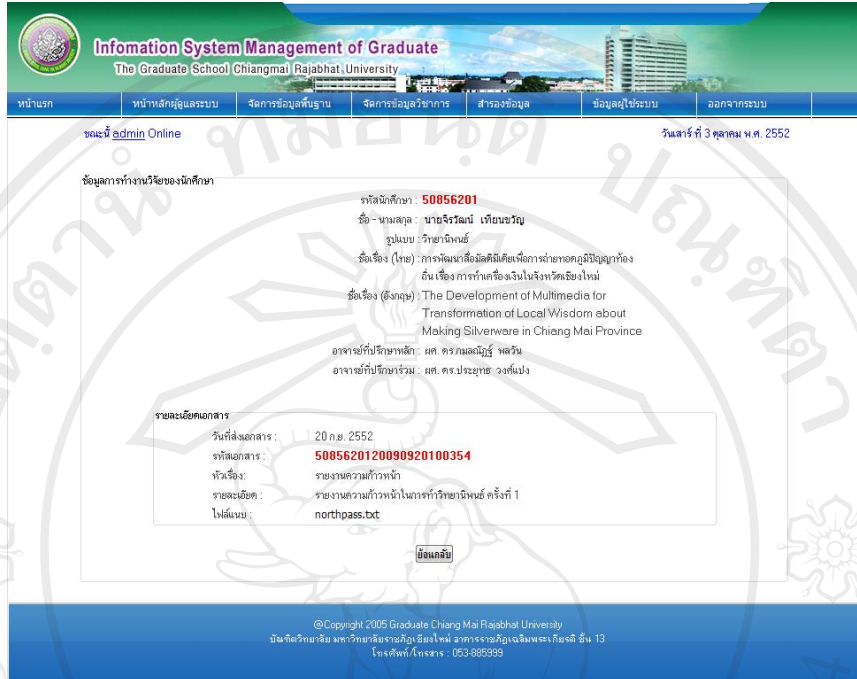 Infomation System Management of Graduate
The Graduate School Chiangmai Rajabhat University
หน้าแรก หน้าหลักผู้ดูแลระบบ จัดการข้อมูลพื้นฐาน จัดการข้อมูลวิชาการ สำรองข้อมูล ข้อมูลผู้ใช้ระบบ ออกจากระบบ
ขณะนี้ admin Online วันเสาร์ ที่ 3 ตุลาคม พ.ศ. 2552
ข้อมูลการทำงานวิจัยของนักศึกษา
รหัสนักศึกษา : 50856201
ชื่อ - นามสกุล : นายจิรวัฒน์ เทียนขวัญ
รูปแบบ : วิทยานิพนธ์
ชื่อเรื่อง (ไทย) : การพัฒนาสื่อมัลติมีเดียเพื่อการถ่ายทอดภูมิปัญญาท้อง
ถิ่น เรื่อง การทำเครื่องเงินในจังหวัดเชียงใหม่
ชื่อเรื่อง (อังกฤษ) : The Development of Multimedia for
Transformation of Local Wisdom about
Making Silverware in Chiang Mai Province
อาจารย์ที่ปรึกษาหลัก : ผศ. ดร.กมลณัฏฐ์ พลวัน
อาจารย์ที่ปรึกษาร่วม : ผศ. ดร.ประยุทธ วงศ์แปง
รายละเอียดเอกสาร
วันที่ส่งเอกสาร : 20 ก.ย. 2552
รหัสเอกสาร : 5085620120090920100354
หัวเรื่อง: รายงานความก้าวหน้า
รายละเอียด : รายงานความก้าวหน้าในการทำวิทยานิพนธ์ ครั้งที่ 1
ไฟล์แนบ : northpass.txt
ย้อนกลับ
@Copyright 2005 Graduate Chiang Mai Rajabhat University
บัณฑิตวิทยาลัย มหาวิทยาลัยราชภัฏเชียงใหม่ อาคารราชภัฏเฉลิมพระเกียรติ ชั้น 13
โทรศัพท์/โทรสาร : 053-885999